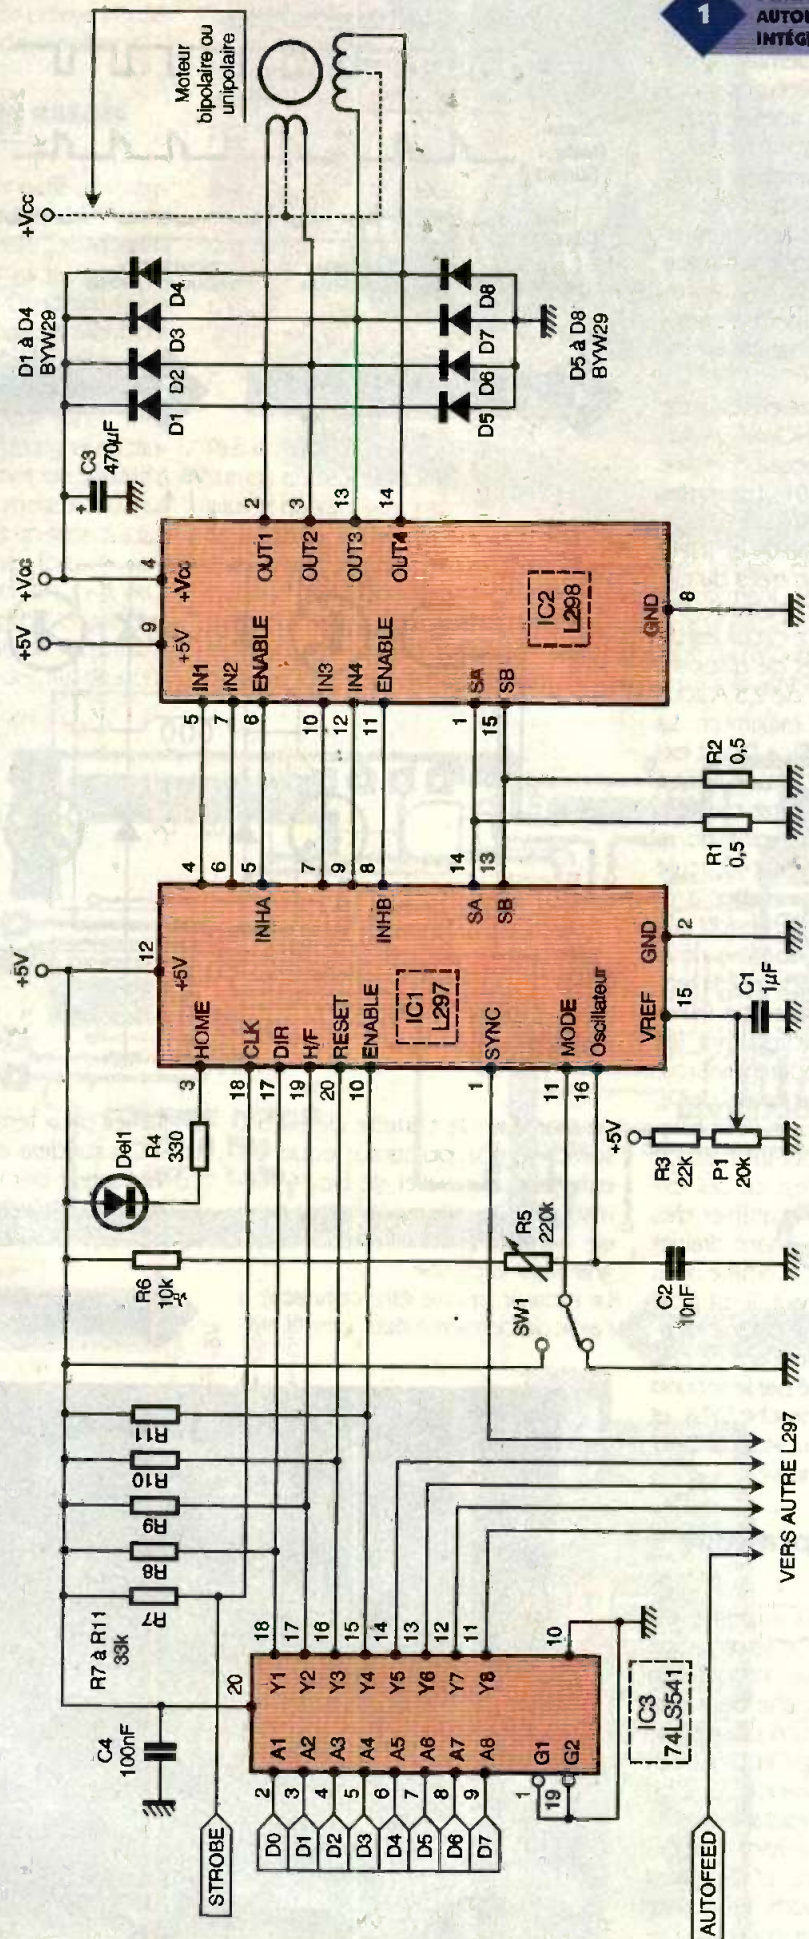 1
AUTO
INTÉG
Moteur
bipolaire ou
unipolaire
+Vcc
D1 à D4
BYW29
D1
D2
D3
D4
D5
D6
D7
D8
D5 à D8
BYW29
C3
470µF
+
+5V
+Vcc
9
4
+5V
+Vcc
5
IN1
7
IN2
6
ENABLE
10
IN3
12
IN4
11
ENABLE
1
SA
15
SB
OUT1
2
OUT2
3
OUT3
13
OUT4
14
IC2
L298
GND
8
R1
0,5
R2
0,5
+5V
12
+5V
4
6
5
INHA
7
9
8
INHB
14
SA
13
SB
IC1
L297
GND
2
VREF
15
C1
1µF
3
HOME
18
CLK
17
DIR
19
H/F
20
RESET
10
ENABLE
1
SYNC
11
MODE
16
Oscillateur
Del1
R4
330
R6
10k
R5
220k
C2
10nF
SW1
+5V
R3
22k
P1
20k
R7 à R11
33k
R7
R8
R9
R10
R11
VERS AUTRE L297
C4
100nF
20
STROBE
D0
2
A1
Y1
18
D1
3
A2
Y2
17
D2
4
A3
Y3
16
D3
5
A4
Y4
15
D4
6
A5
Y5
14
D5
7
A6
Y6
13
D6
8
A7
Y7
12
D7
9
A8
Y8
11
1
G1
19
G2
10
IC3
74LS541
AUTOFEED